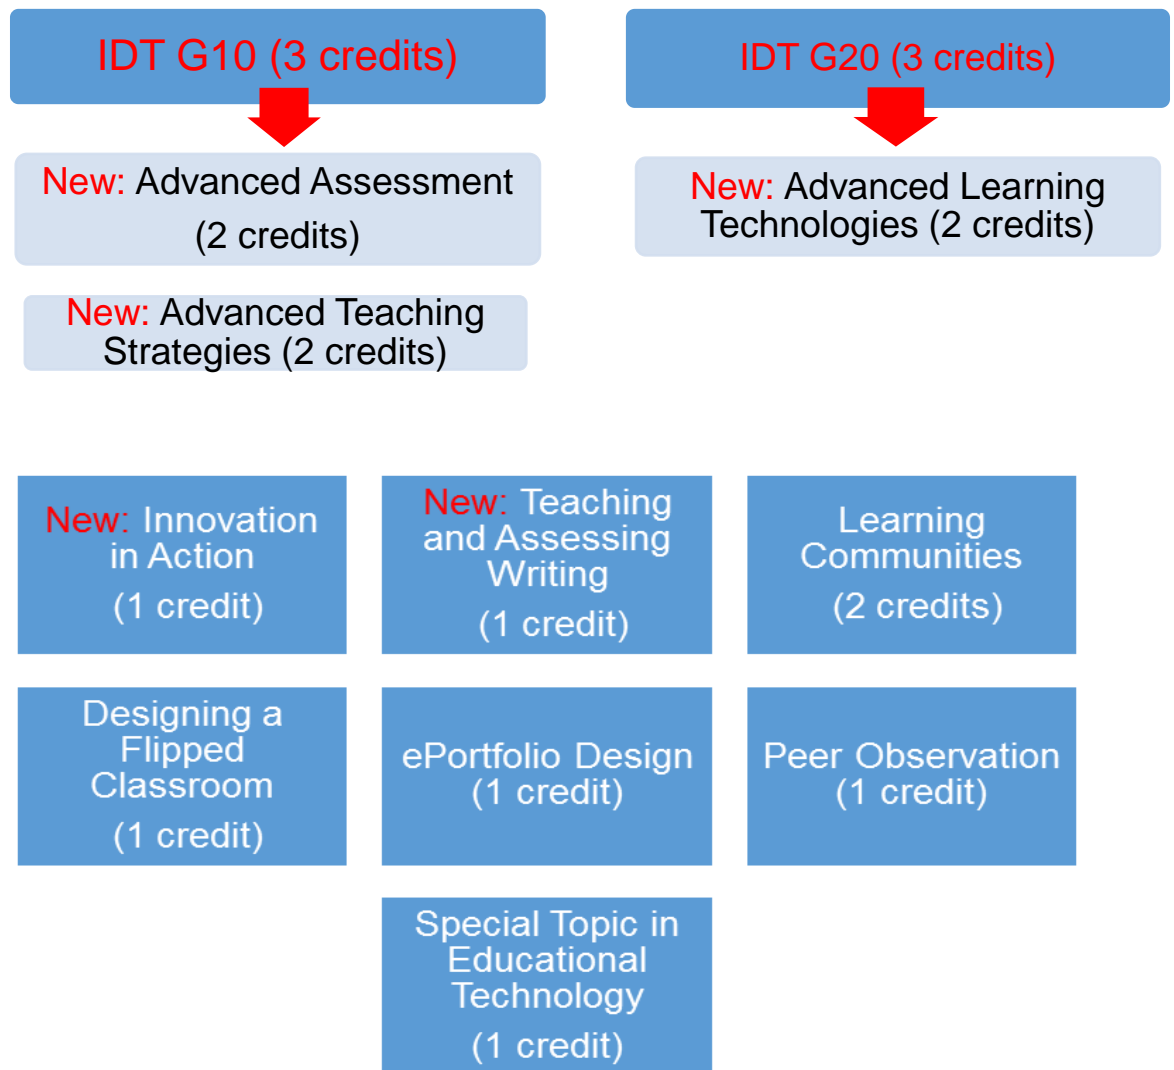 IDT G10 (3 credits)
IDT G20 (3 credits)
New: Advanced Assessment
(2 credits)
New: Advanced Learning
Technologies (2 credits)
New: Advanced Teaching
Strategies (2 credits)
New: Innovation
in Action
(1 credit)
New: Teaching
and Assessing
Writing
(1 credit)
Learning
Communities
(2 credits)
Designing a
Flipped
Classroom
(1 credit)
ePortfolio Design
(1 credit)
Peer Observation
(1 credit)
Special Topic in
Educational
Technology
(1 credit)